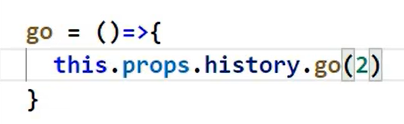 go = ()=>{
this.props.history.go(2)
}